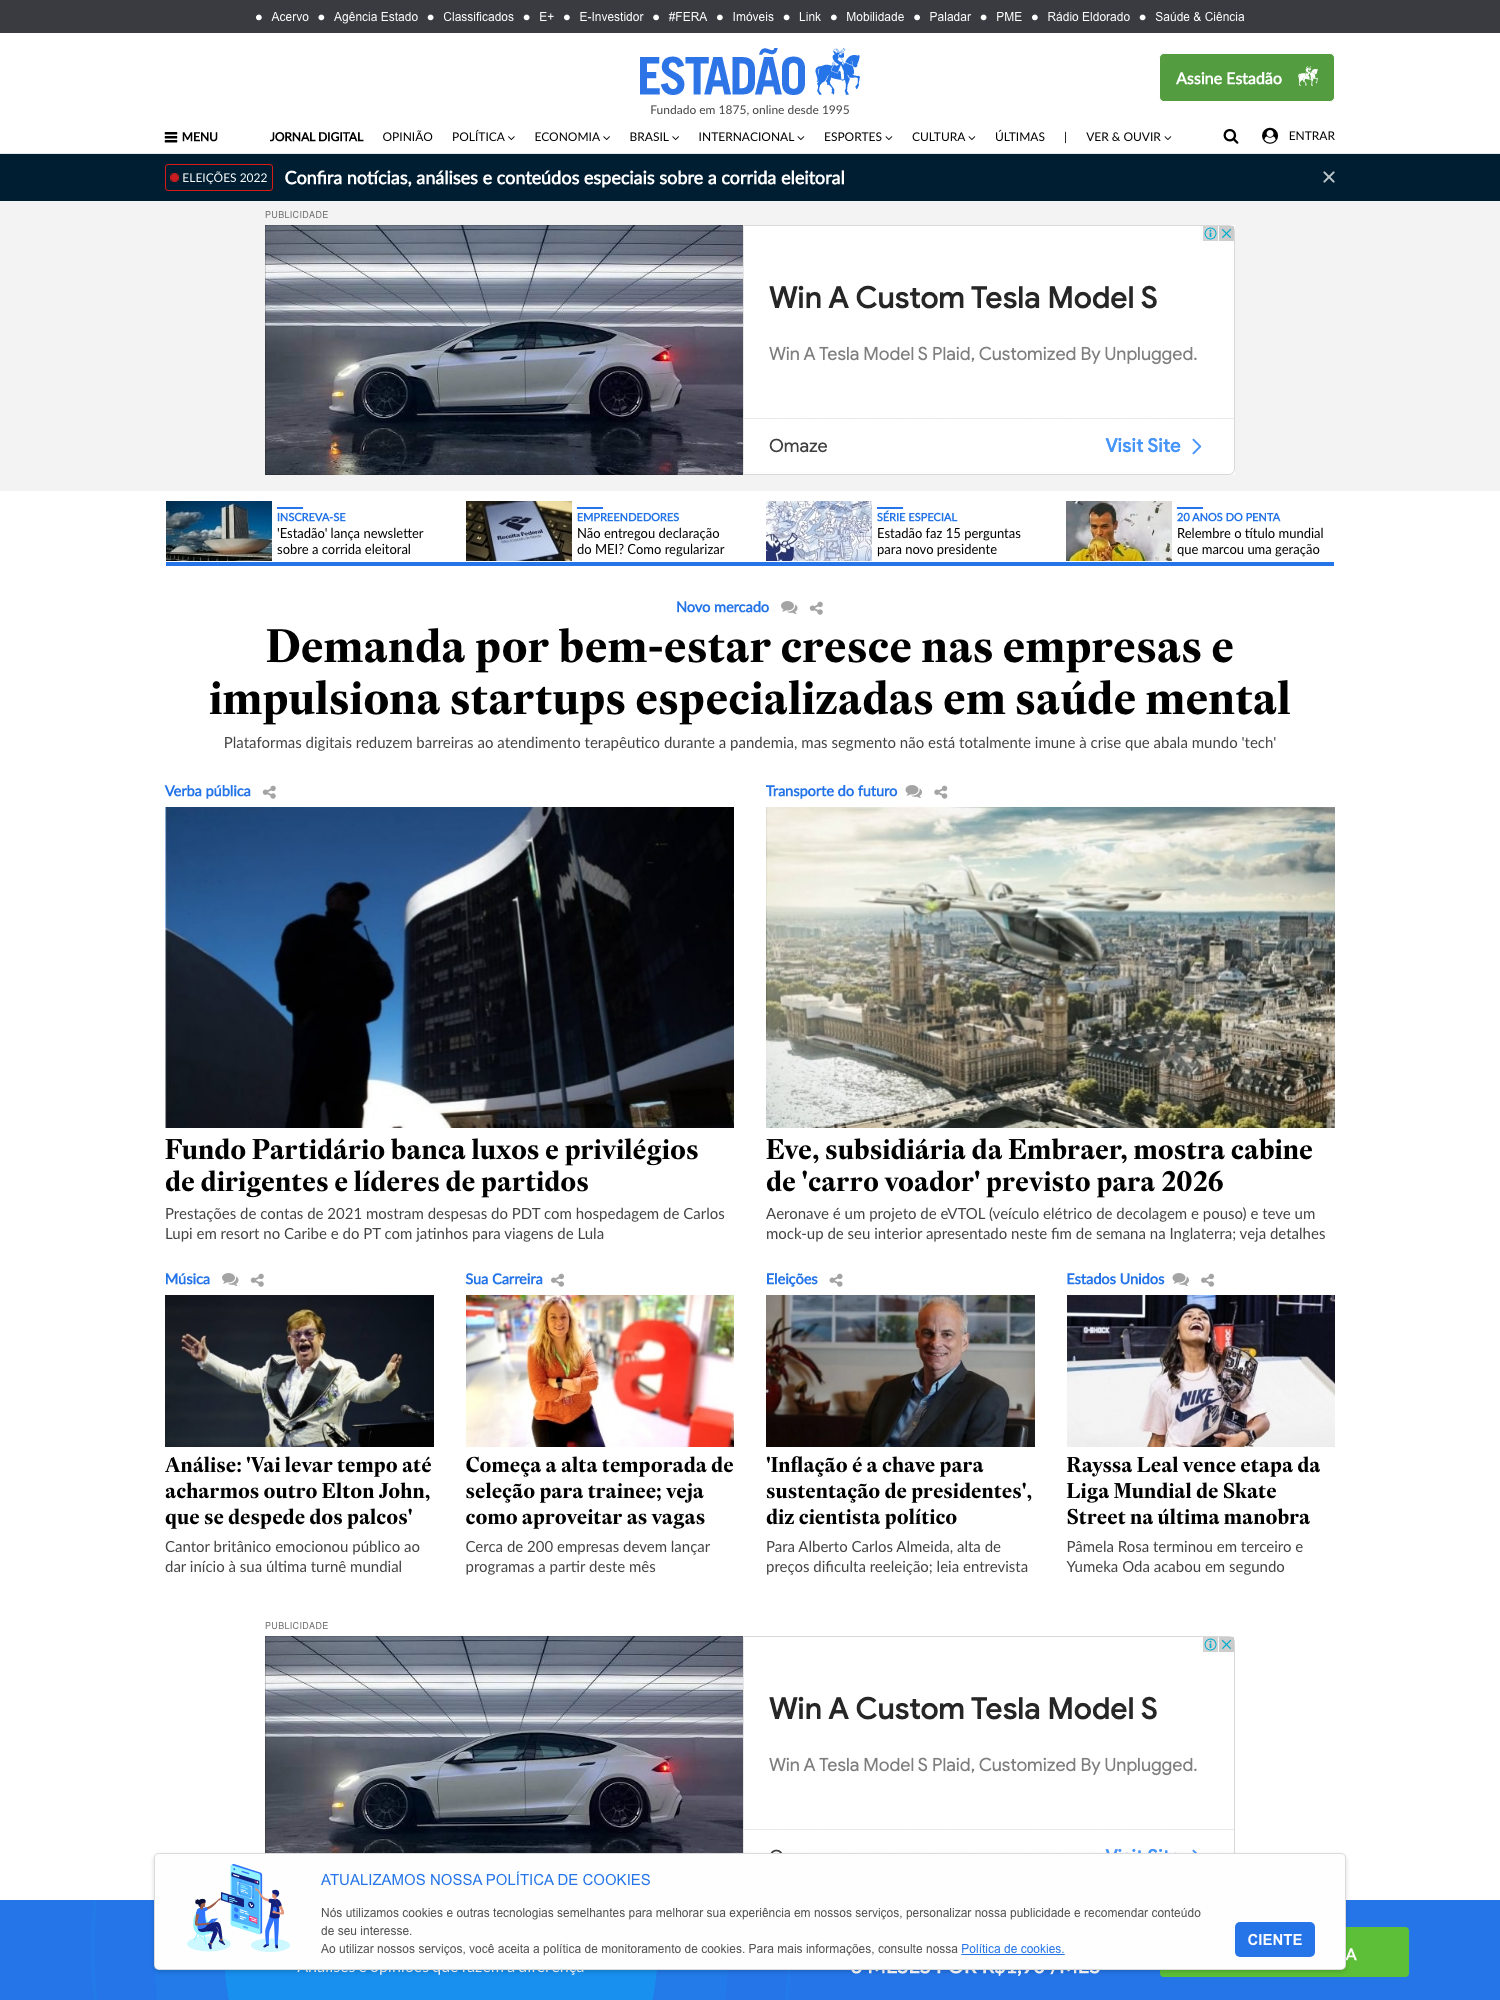 Acervo Agência Estado Classificados E+ E-Investidor #FERA Imóveis Link Mobilidade Paladar PME Rádio Eldorado Saúde & Ciência
ESTADÃO
Fundado em 1875, online desde 1995
Assine Estadão
MENU JORNAL DIGITAL OPINIÃO POLÍTICA ECONOMIA BRASIL INTERNACIONAL ESPORTES CULTURA ÚLTIMAS | VER & OUVIR ENTRAR
ELEIÇÕES 2022 Confira notícias, análises e conteúdos especiais sobre a corrida eleitoral
PUBLICIDADE
Win A Custom Tesla Model S
Win A Tesla Model S Plaid, Customized By Unplugged.
Omaze Visit Site
INSCREVA-SE
'Estadão' lança newsletter
sobre a corrida eleitoral
Receita Federal
EMPREENDEDORES
Não entregou declaração
do MEI? Como regularizar
SÉRIE ESPECIAL
Estadão faz 15 perguntas
para novo presidente
20 ANOS DO PENTA
Relembre o título mundial
que marcou uma geração
Novo mercado
Demanda por bem-estar cresce nas empresas e
impulsiona startups especializadas em saúde mental
Plataformas digitais reduzem barreiras ao atendimento terapêutico durante a pandemia, mas segmento não está totalmente imune à crise que abala mundo 'tech'
Verba pública
Fundo Partidário banca luxos e privilégios
de dirigentes e líderes de partidos
Prestações de contas de 2021 mostram despesas do PDT com hospedagem de Carlos
Lupi em resort no Caribe e do PT com jatinhos para viagens de Lula
Transporte do futuro
Eve, subsidiária da Embraer, mostra cabine
de 'carro voador' previsto para 2026
Aeronave é um projeto de eVTOL (veículo elétrico de decolagem e pouso) e teve um
mock-up de seu interior apresentado neste fim de semana na Inglaterra; veja detalhes
Música
Análise: 'Vai levar tempo até
acharmos outro Elton John,
que se despede dos palcos'
Cantor britânico emocionou público ao
dar início à sua última turnê mundial
Sua Carreira
a
Começa a alta temporada de
seleção para trainee; veja
como aproveitar as vagas
Cerca de 200 empresas devem lançar
programas a partir deste mês
Eleições
'Inflação é a chave para
sustentação de presidentes',
diz cientista político
Para Alberto Carlos Almeida, alta de
preços dificulta reeleição; leia entrevista
Estados Unidos
G-SHOCK
NIKE
Rayssa Leal vence etapa da
Liga Mundial de Skate
Street na última manobra
Pâmela Rosa terminou em terceiro e
Yumeka Oda acabou em segundo
PUBLICIDADE
Win A Custom Tesla Model S
Win A Tesla Model S Plaid, Customized By Unplugged.
Visit Site
ATUALIZAMOS NOSSA POLÍTICA DE COOKIES
Nós utilizamos cookies e outras tecnologias semelhantes para melhorar sua experiência em nossos serviços, personalizar nossa publicidade e recomendar conteúdo
de seu interesse.
Ao utilizar nossos serviços, você aceita a política de monitoramento de cookies. Para mais informações, consulte nossa Política de cookies.
CIENTE
A